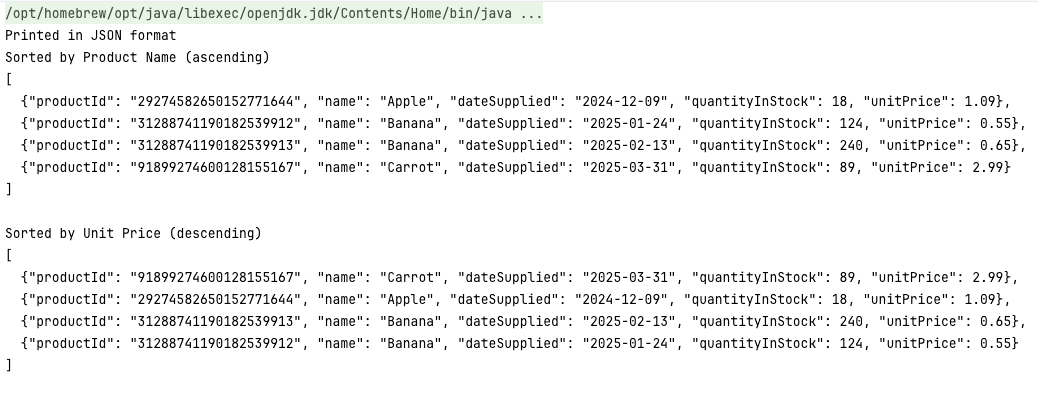 /opt/homebrew/opt/java/libexec/openjdk.jdk/Contents/Home/bin/java ...
Printed in JSON format
Sorted by Product Name (ascending)
[
  {"productId": "29274582650152771644", "name": "Apple", "dateSupplied": "2024-12-09", "quantityInStock": 18, "unitPrice": 1.09},
  {"productId": "31288741190182539912", "name": "Banana", "dateSupplied": "2025-01-24", "quantityInStock": 124, "unitPrice": 0.55},
  {"productId": "31288741190182539913", "name": "Banana", "dateSupplied": "2025-02-13", "quantityInStock": 240, "unitPrice": 0.65},
  {"productId": "91899274600128155167", "name": "Carrot", "dateSupplied": "2025-03-31", "quantityInStock": 89, "unitPrice": 2.99}
]

Sorted by Unit Price (descending)
[
  {"productId": "91899274600128155167", "name": "Carrot", "dateSupplied": "2025-03-31", "quantityInStock": 89, "unitPrice": 2.99},
  {"productId": "29274582650152771644", "name": "Apple", "dateSupplied": "2024-12-09", "quantityInStock": 18, "unitPrice": 1.09},
  {"productId": "31288741190182539913", "name": "Banana", "dateSupplied": "2025-02-13", "quantityInStock": 240, "unitPrice": 0.65},
  {"productId": "31288741190182539912", "name": "Banana", "dateSupplied": "2025-01-24", "quantityInStock": 124, "unitPrice": 0.55}
]